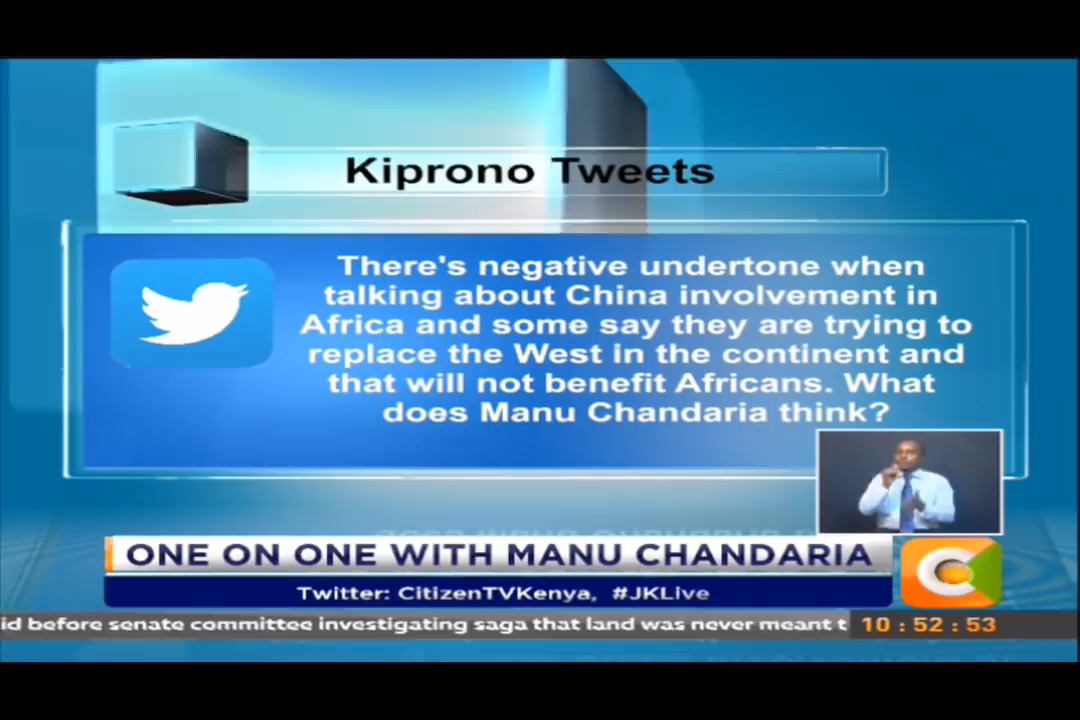 Kiprono Tweets
There's negative undertone when
talking about China involvement in
Africa and some say they are trying to
replace the West in the continent and
that will not benefit Africans. What
does Manu Chandaria think?
ONE ON ONE WITH MANU CHANDARIA
Twitter: CitizenTVKenya, #JKLive
id before senate committee investigating saga that land was never meant t
10:52:53